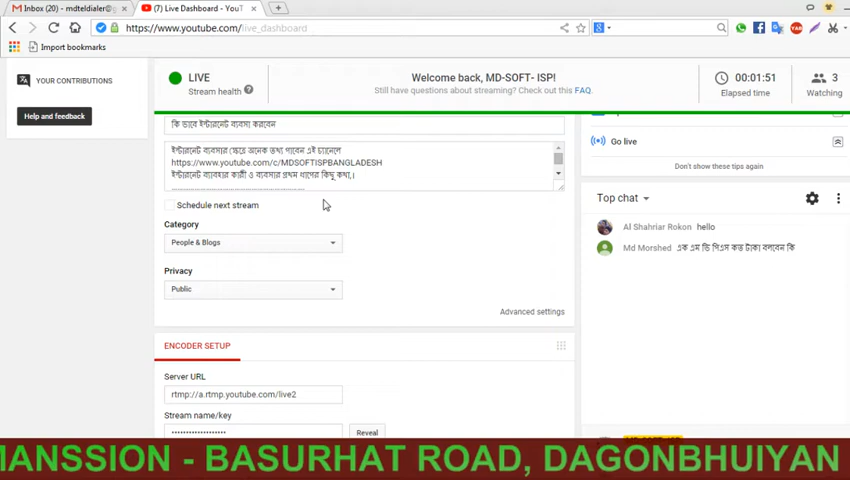 Inbox (20) - mdteldialer@g
(7) Live Dashboard - YouT
https://www.youtube.com/live_dashboard
Import bookmarks
YOUR CONTRIBUTIONS
Help and feedback
LIVE
Stream health
Welcome back, MD-SOFT- ISP!
Still have questions about streaming? Check out this FAQ.
00:01:51
Elapsed time
3
Watching
কি ভাবে ইন্টারনেট ব্যবসা করবেন
ইন্টারনেট ব্যবসার ক্ষেত্রে অনেক তথ্য পাবেন এই চ্যানেলে
https://www.youtube.com/c/MDSOFTISPBANGLADESH
ইন্টারনেট ব্যাবহার কারী ও ব্যবসার প্রথম ধাপের কিছু কথা,।
Schedule next stream
Category
People & Blogs
Privacy
Public
Advanced settings
ENCODER SETUP
Server URL
rtmp://a.rtmp.youtube.com/live2
Stream name/key
Reveal
Go live
Don't show these tips again
Top chat
Al Shahriar Rokon hello
Md Morshed এক এম ভি পিএস কত টাকা বলবেন কি
MANSSION - BASURHAT ROAD, DAGONBHUIYAN